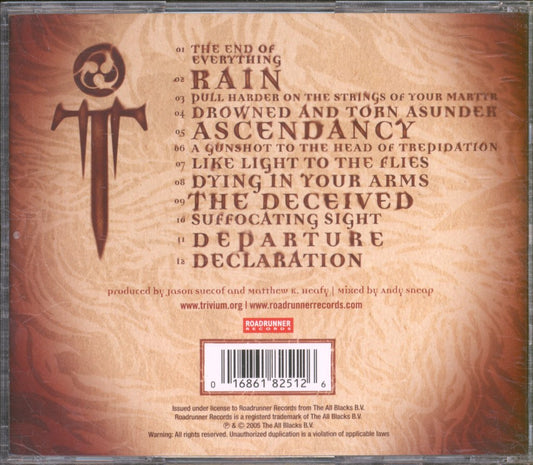 01 THE END OF
EVERYTHING
02 RAIN
03 PULL HARDER ON THE STRINGS OF YOUR MARTYR
04 DROWNED AND TORN ASUNDER
05 ASCENDANCY
06 A GUNSHOT TO THE HEAD OF TREPIDATION
07 LIKE LIGHT TO THE FLIES
08 DYING IN YOUR ARMS
09 THE DECEIVED
10 SUFFOCATING SIGHT
11 DEPARTURE
12 DECLARATION
produced by Jason Suecof and Matthew K. Heafy | mixed by Andy Sneap
www.trivium.org | www.roadrunnerrecords.com
ROADRUNNER
RECORDS
0 16861 82512 6
Issued under license to Roadrunner Records from The All Blacks B.V.
Roadrunner Records is a registerd trademark of The All Blacks B.V.
℗ & © 2005 The All Blacks B.V.
Warning: All rights reserved. Unauthorized duplication is a violation of applicable laws